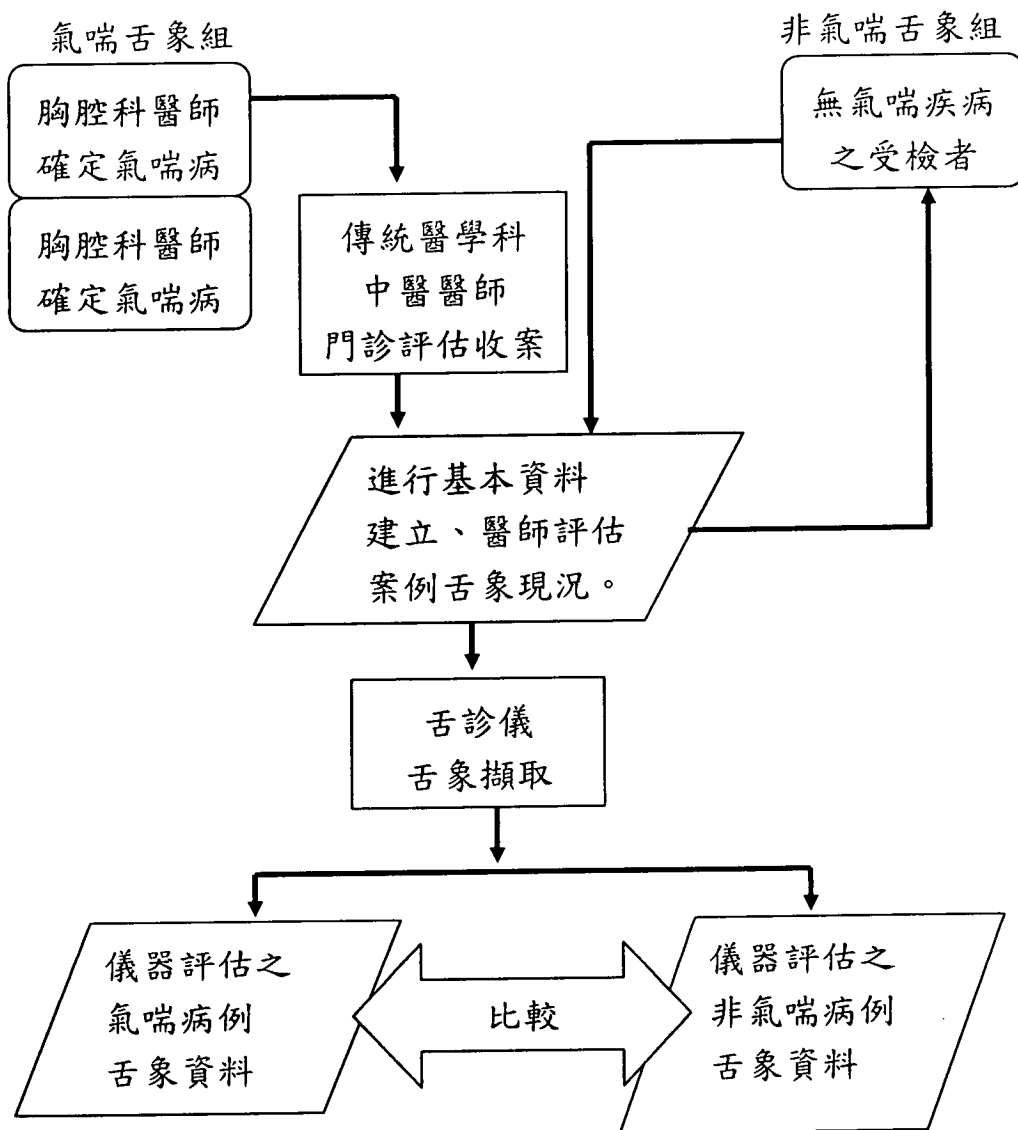 氣喘舌象組
非氣喘舌象組
胸腔科醫師
確定氣喘病
胸腔科醫師
確定氣喘病
無氣喘疾病
之受檢者
傳統醫學科
中醫醫師
門診評估收案
進行基本資料
建立、醫師評估
案例舌象現況。
舌診儀
舌象擷取
儀器評估之
氣喘病例
舌象資料
比較
儀器評估之
非氣喘病例
舌象資料